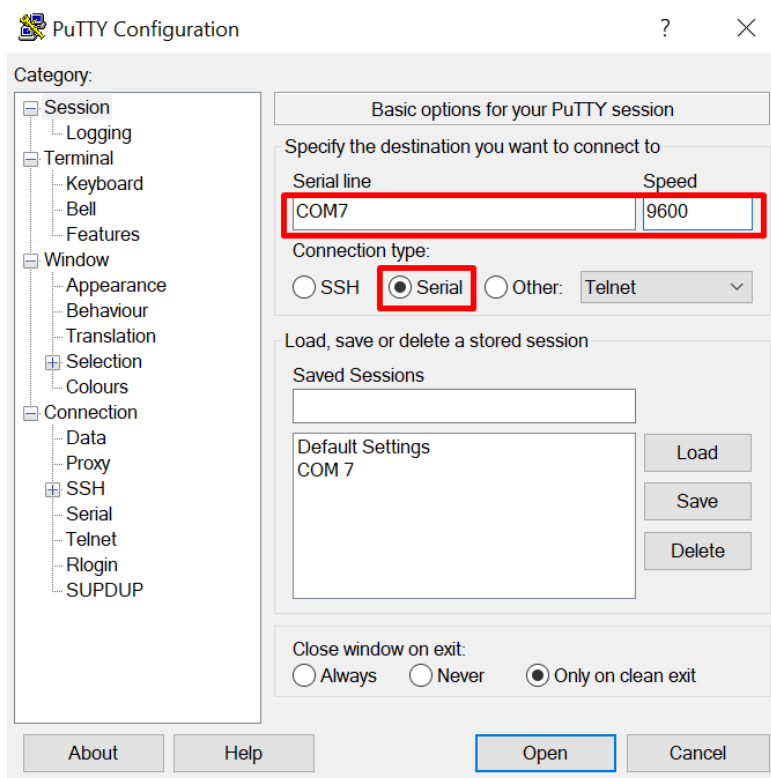 PuTTY Configuration
?
Category:
Session
Logging
Terminal
Keyboard
Bell
Features
Window
Appearance
Behaviour
Translation
Selection
Colours
Connection
Data
Proxy
SSH
Serial
Telnet
Rlogin
SUPDUP
Basic options for your PuTTY session
Specify the destination you want to connect to
Serial line Speed
COM7 9600
Connection type:
SSH Serial Other: Telnet
Load, save or delete a stored session
Saved Sessions
Default Settings
COM 7
Load
Save
Delete
Close window on exit:
Always Never Only on clean exit
About Help Open Cancel